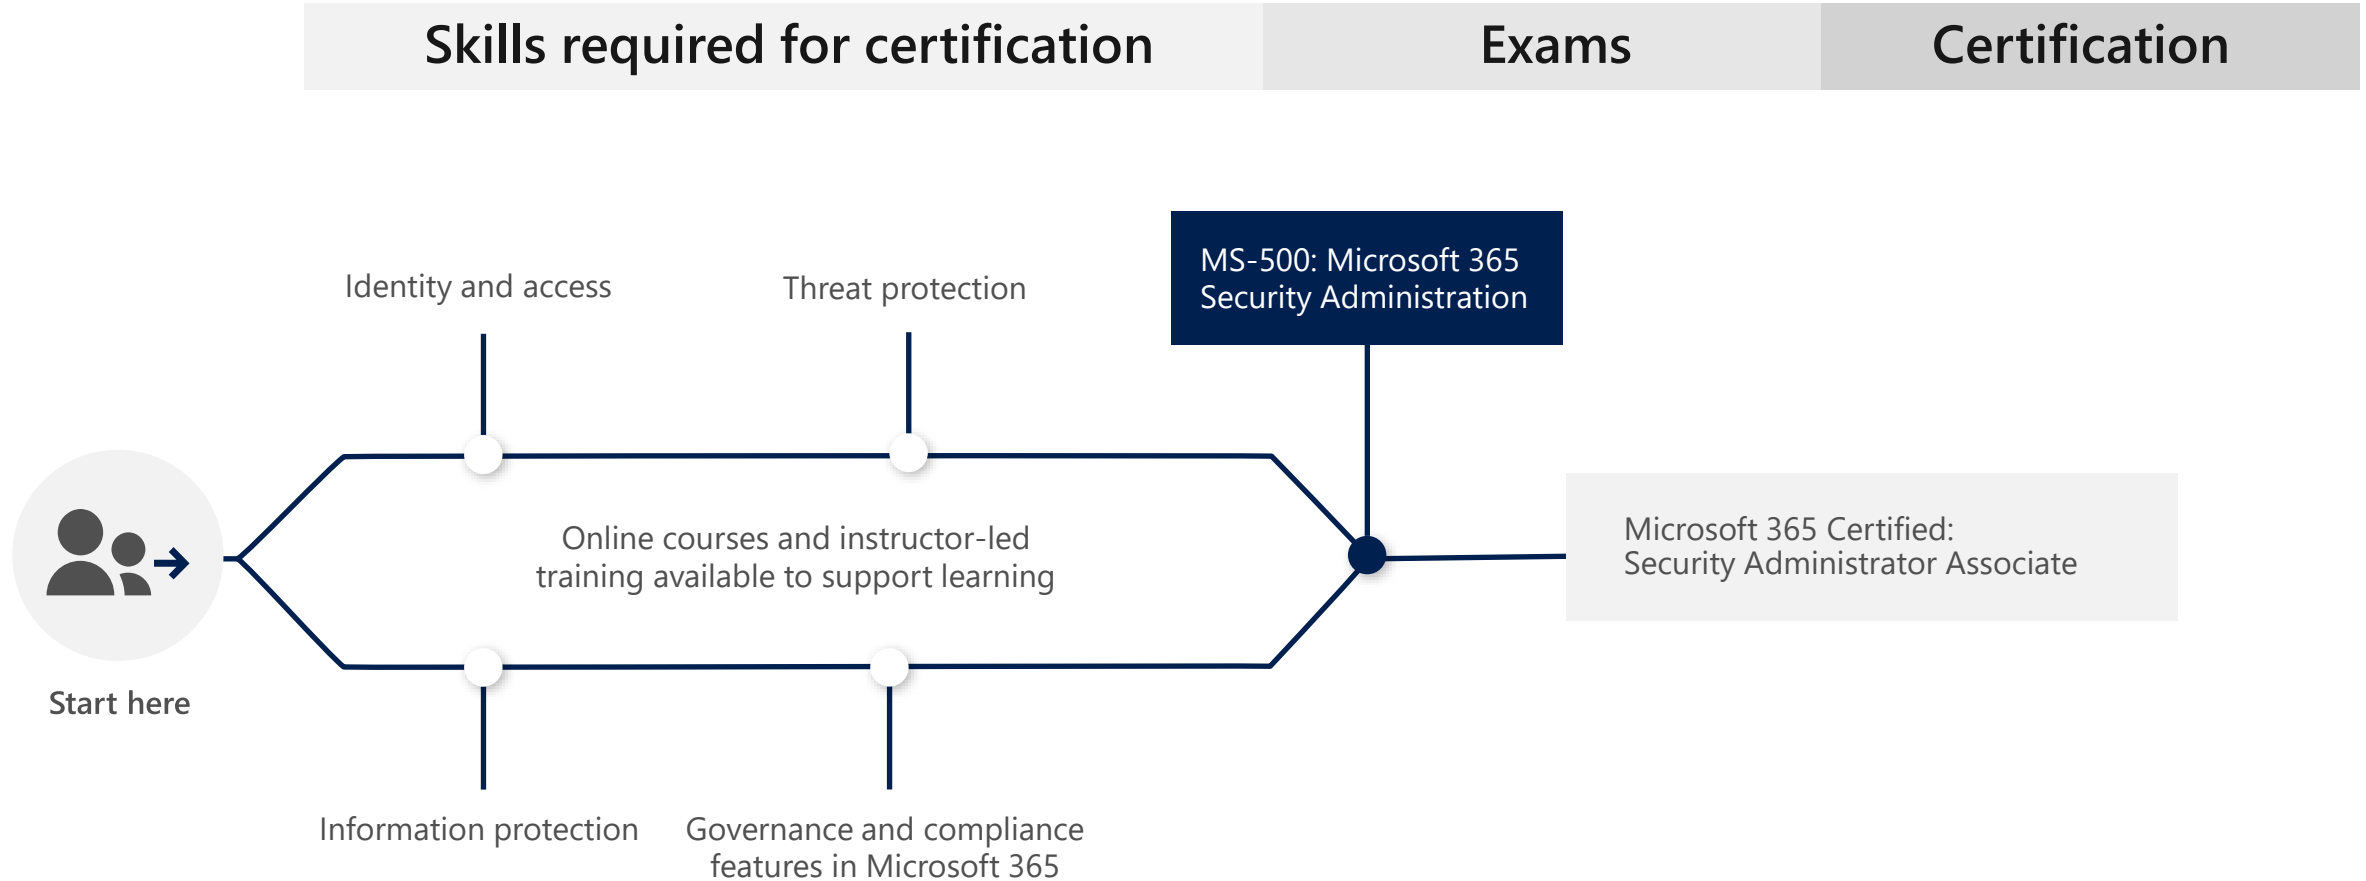 Skills required for certification
Exams
Certification
Identity and access
Threat protection
MS-500: Microsoft 365
Security Administration
Online courses and instructor-led
training available to support learning
Microsoft 365 Certified:
Security Administrator Associate
Start here
Information protection
Governance and compliance
features in Microsoft 365